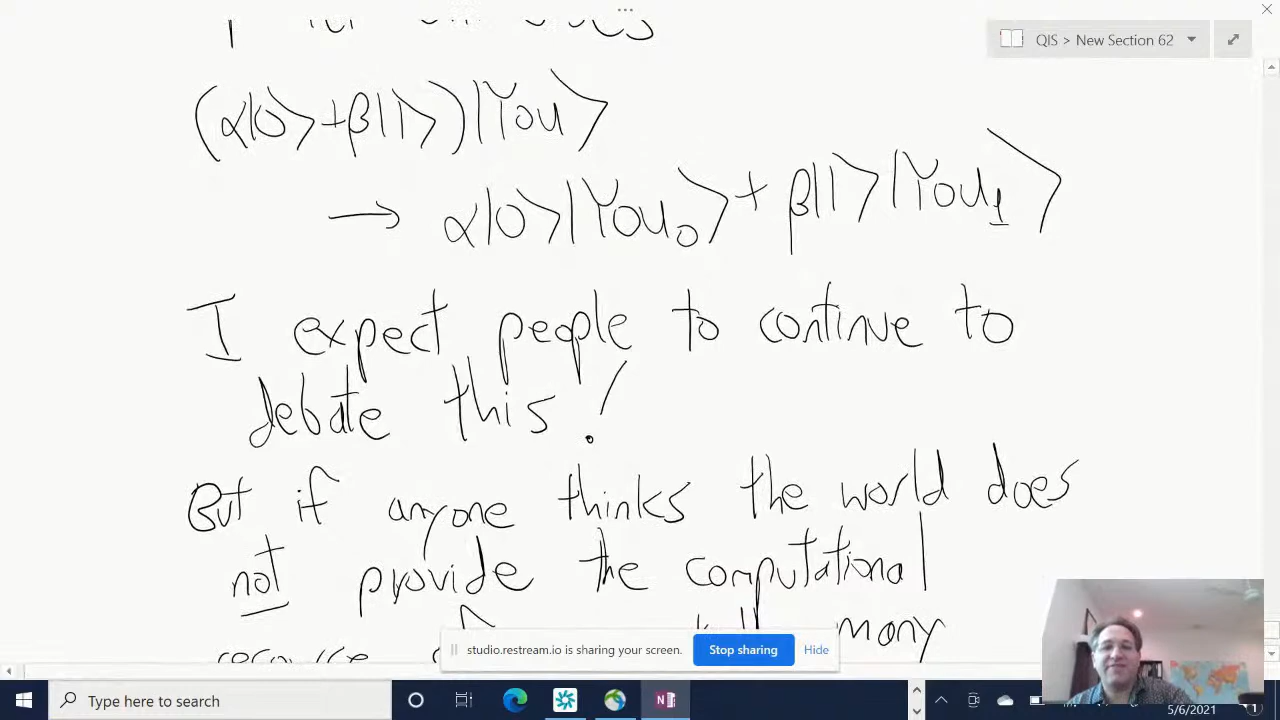 QIS > New Section 62
(α|0⟩+β|1⟩)|You⟩
→ α|0⟩|You₀⟩ + β|1⟩|You₁⟩
I expect people to continue to
debate this!
But if anyone thinks the world does
not provide the computational
many
studio.restream.io is sharing your screen.
Stop sharing
Hide
Type here to search
5/6/2021